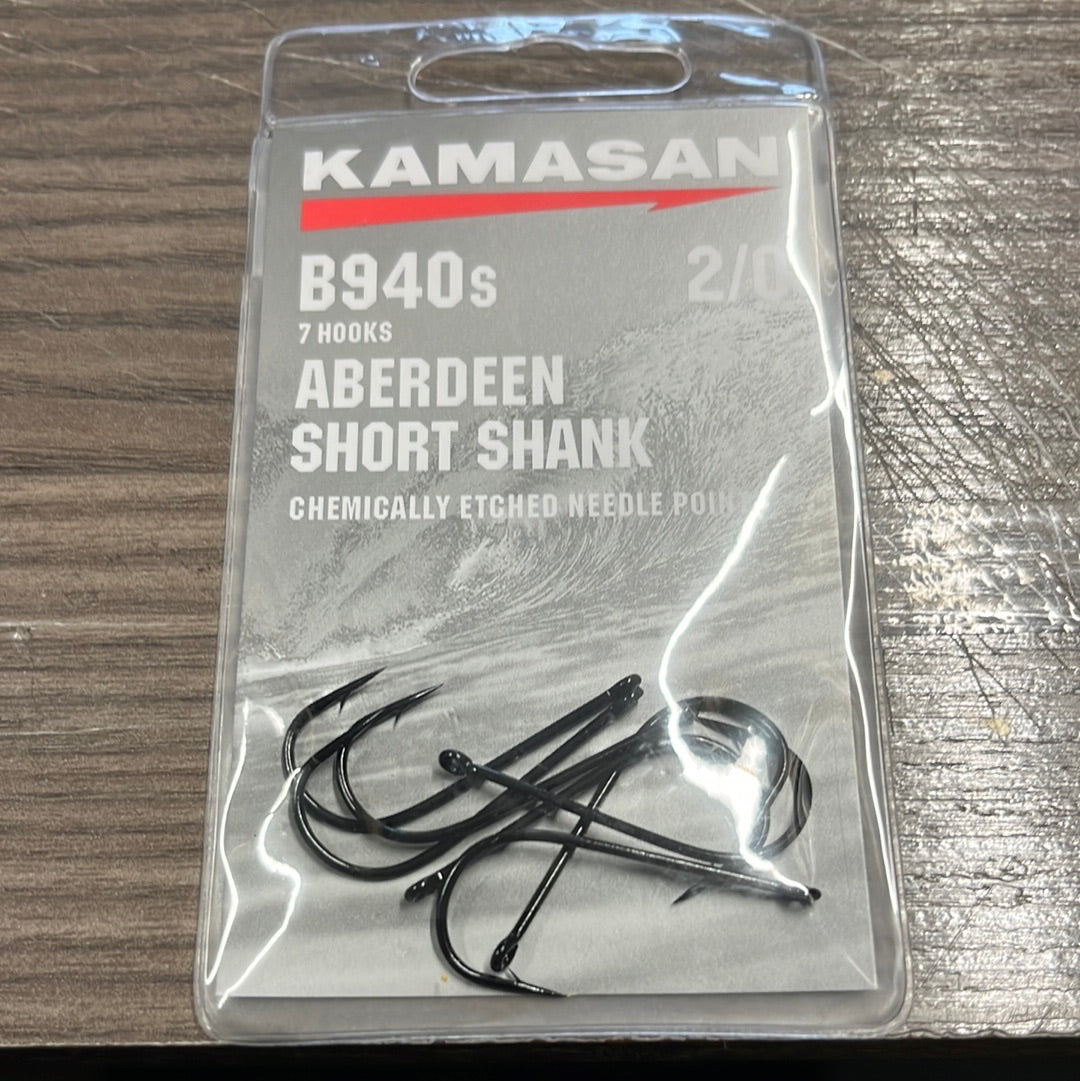 KAMASAN
B940s 2/0
7 HOOKS
ABERDEEN
SHORT SHANK
CHEMICALLY ETCHED NEEDLE